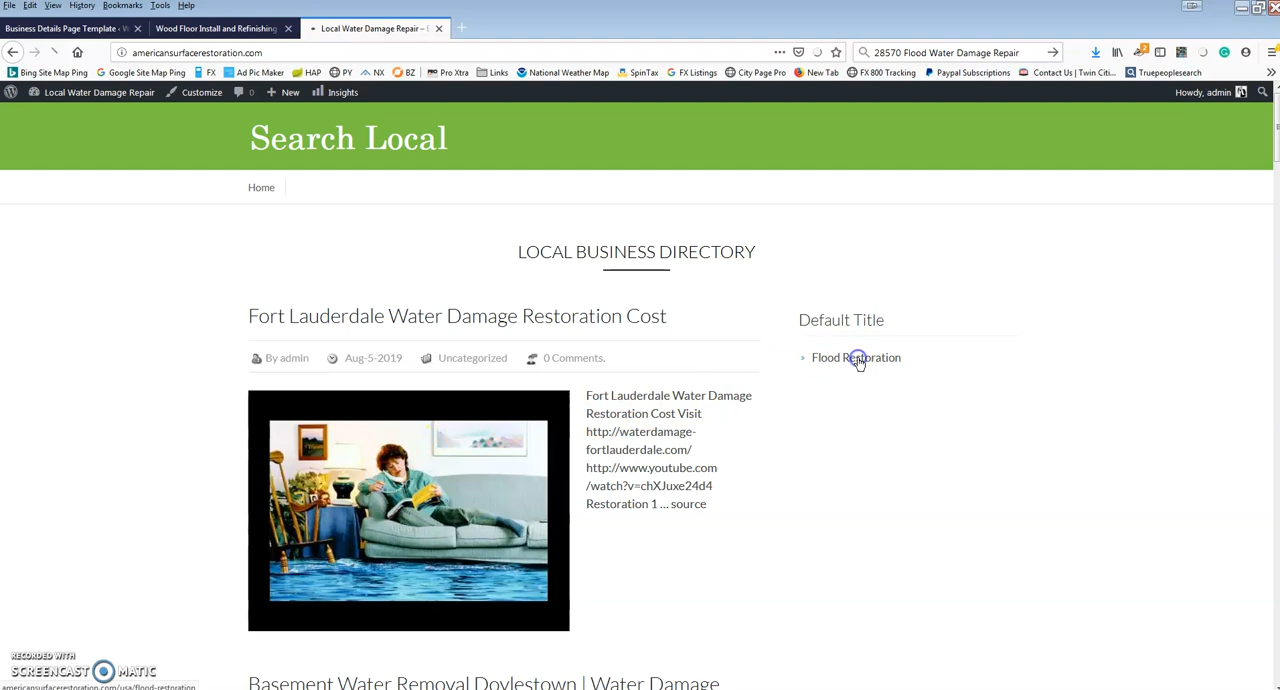 File Edit View History Bookmarks Tools Help
Business Details Page Template ‹ W Wood Floor Install and Refinishing Local Water Damage Repair – E
americansurfacerestoration.com 28570 Flood Water Damage Repair
Bing Site Map Ping Google Site Map Ping FX Ad Pic Maker HAP PY NX BZ Pro Xtra Links National Weather Map SpinTax FX Listings City Page Pro New Tab FX 800 Tracking Paypal Subscriptions Contact Us | Twin Citi... Truepeoplesearch
Local Water Damage Repair Customize 0 New Insights Howdy, admin
Search Local
Home
LOCAL BUSINESS DIRECTORY
Fort Lauderdale Water Damage Restoration Cost
By admin Aug-5-2019 Uncategorized 0 Comments.
Fort Lauderdale Water Damage
Restoration Cost Visit
http://waterdamage-
fortlauderdale.com/
http://www.youtube.com
/watch?v=chXJuxe24d4
Restoration 1 ... source
Default Title
Flood Restoration
Basement Water Removal Doylestown | Water Damage
RECORDED WITH
SCREENCAST MATIC
americansurfacerestoration.com/usa/flood-restoration